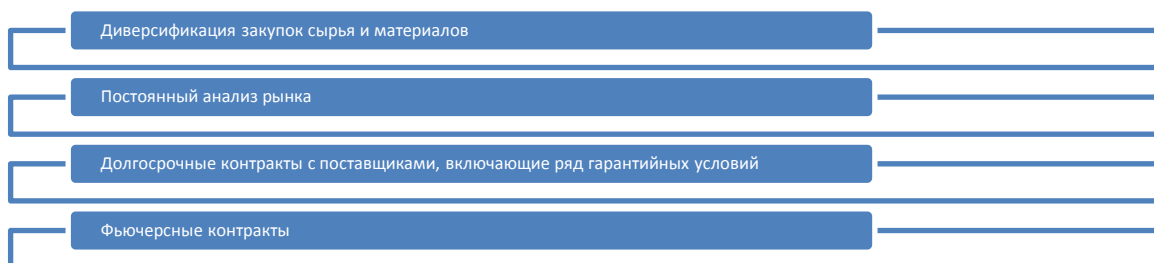 Диверсификация закупок сырья и материалов
Постоянный анализ рынка
Долгосрочные контракты с поставщиками, включающие ряд гарантийных условий
Фьючерсные контракты